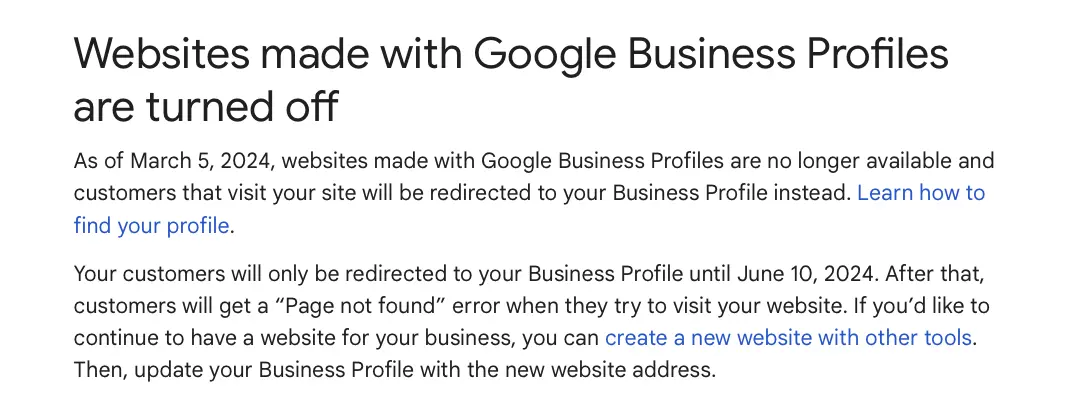 Websites made with Google Business Profiles
are turned off
As of March 5, 2024, websites made with Google Business Profiles are no longer available and
customers that visit your site will be redirected to your Business Profile instead. Learn how to
find your profile.
Your customers will only be redirected to your Business Profile until June 10, 2024. After that,
customers will get a “Page not found” error when they try to visit your website. If you’d like to
continue to have a website for your business, you can create a new website with other tools.
Then, update your Business Profile with the new website address.